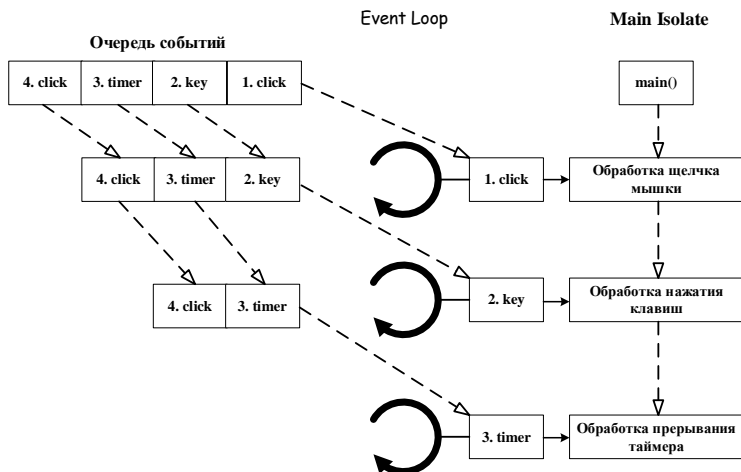 Event Loop
Main Isolate
Очередь событий
4. click
3. timer
2. key
1. click
main()
4. click
3. timer
2. key
1. click
Обработка щелчка
мышки
4. click
3. timer
2. key
Обработка нажатия
клавиш
3. timer
Обработка прерывания
таймера